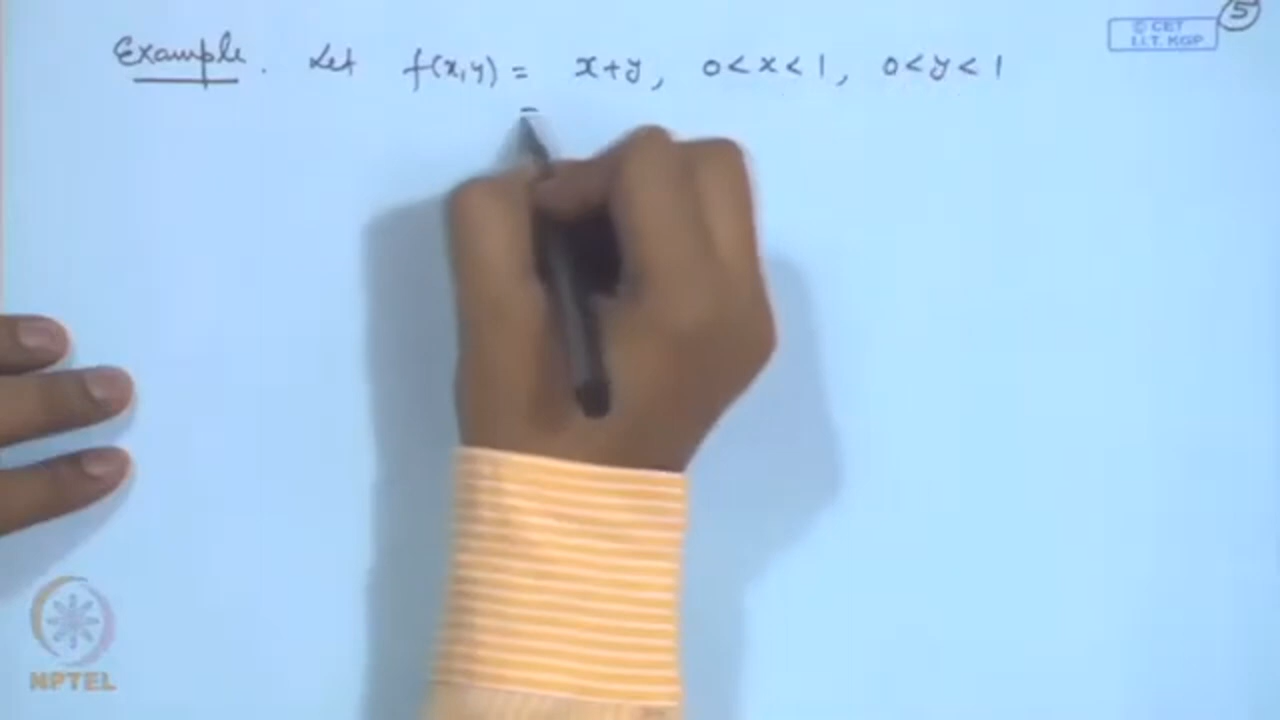 Example. Let f(x,y) = x+y, 0<x<1, 0<y<1
=
© CET
I.I.T. KGP
5
NPTEL